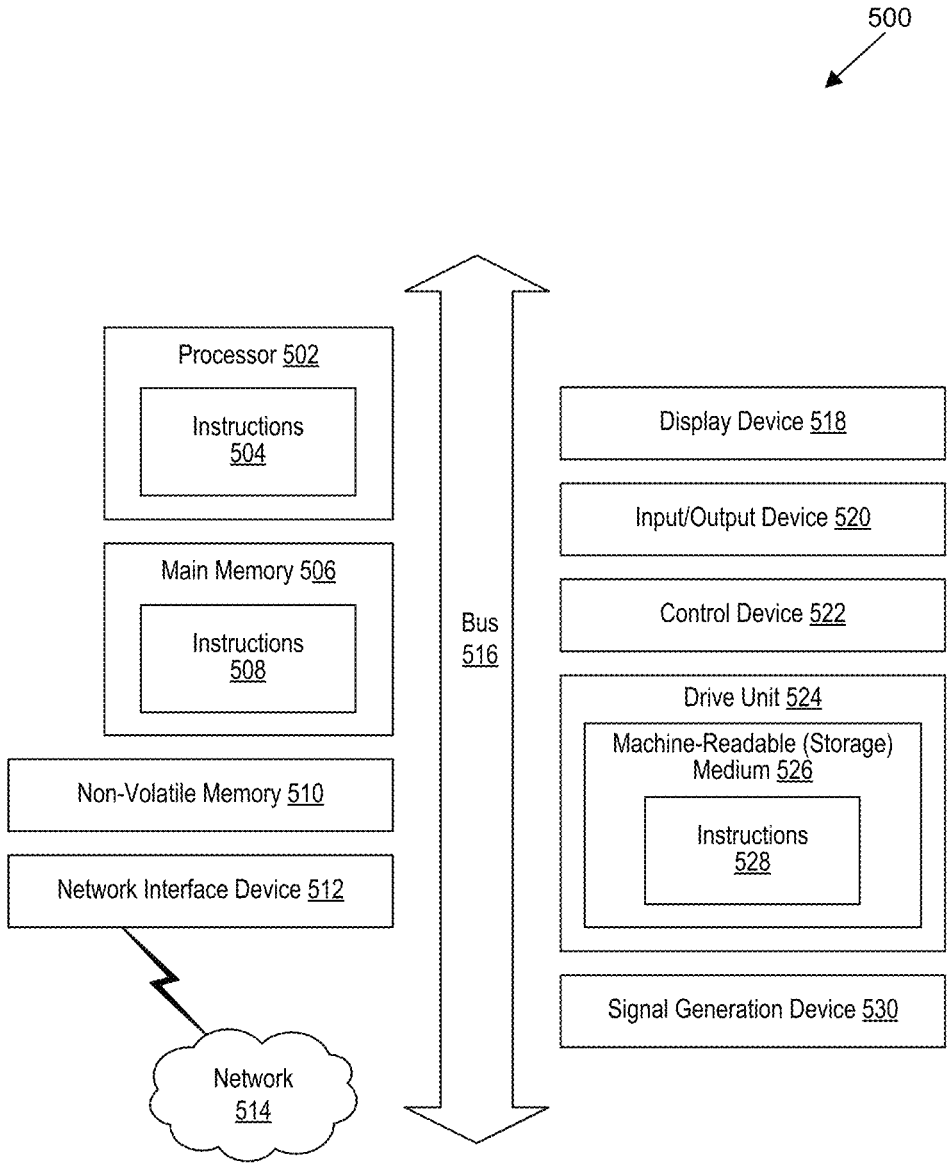 500
Processor 502
Instructions
504
Main Memory 506
Instructions
508
Non-Volatile Memory 510
Network Interface Device 512
Network
514
Bus
516
Display Device 518
Input/Output Device 520
Control Device 522
Drive Unit 524
Machine-Readable (Storage)
Medium 526
Instructions
528
Signal Generation Device 530